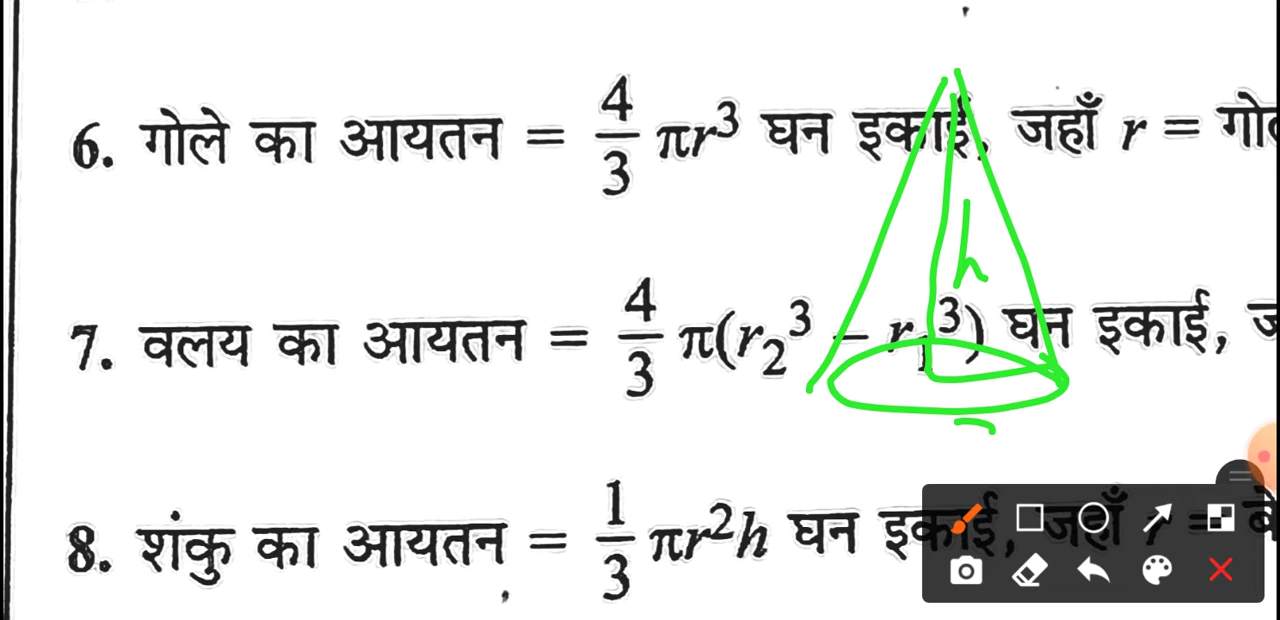 6. गोले का आयतन = 4/3 πr³ घन इकाई, जहाँ r =
h
7. वलय का आयतन = 4/3 π(r₂³ – r₁³) घन इकाई,
8. शंकु का आयतन = 1/3 πr²h घन इकाई, जहाँ r =